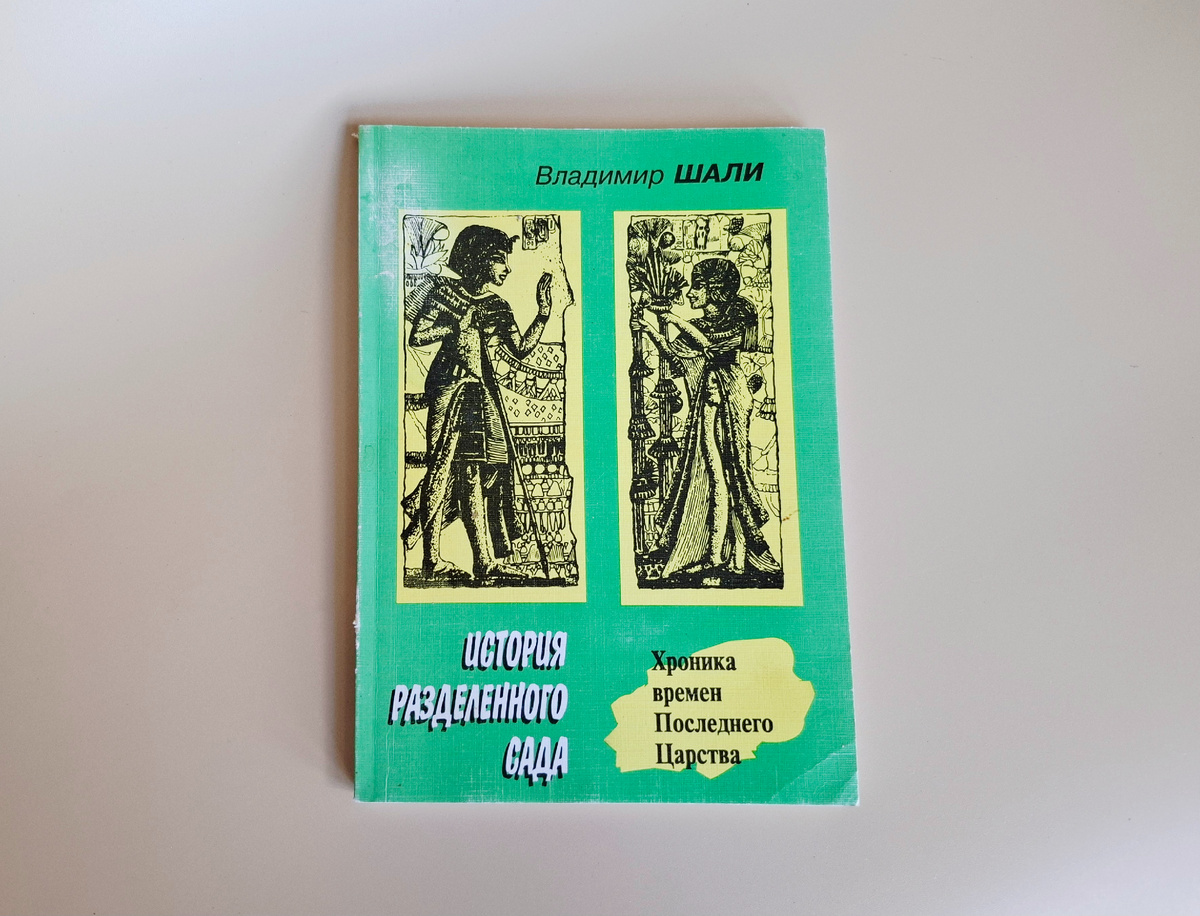 Владимир ШАЛИ
ИСТОРИЯ
РАЗДЕЛЕННОГО
САДА
Хроника
времен
Последнего
Царства